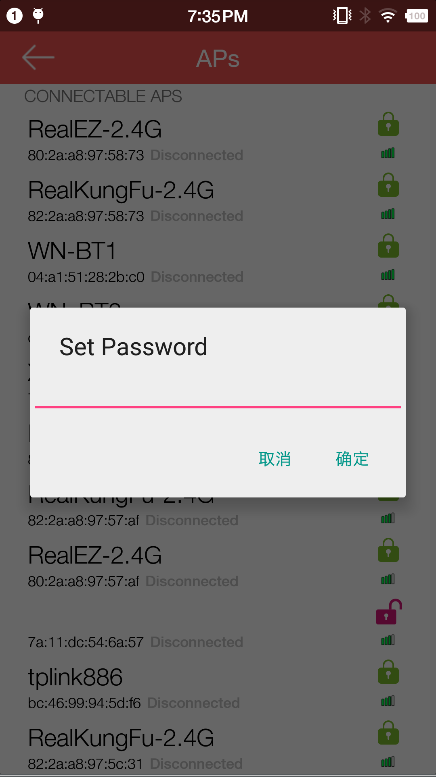 1
7:35PM
100
APs
CONNECTABLE APS
RealEZ-2.4G
80:2a:a8:97:58:73 Disconnected
RealKungFu-2.4G
82:2a:a8:97:58:73 Disconnected
WN-BT1
04:a1:51:28:2b:c0 Disconnected
Set Password
取消 确定
RealKungFu-2.4G
82:2a:a8:97:57:af Disconnected
RealEZ-2.4G
80:2a:a8:97:57:af Disconnected
7a:11:dc:54:6a:57 Disconnected
tplink886
bc:46:99:94:5d:f6 Disconnected
RealKungFu-2.4G
82:2a:a8:97:5c:31 Disconnected